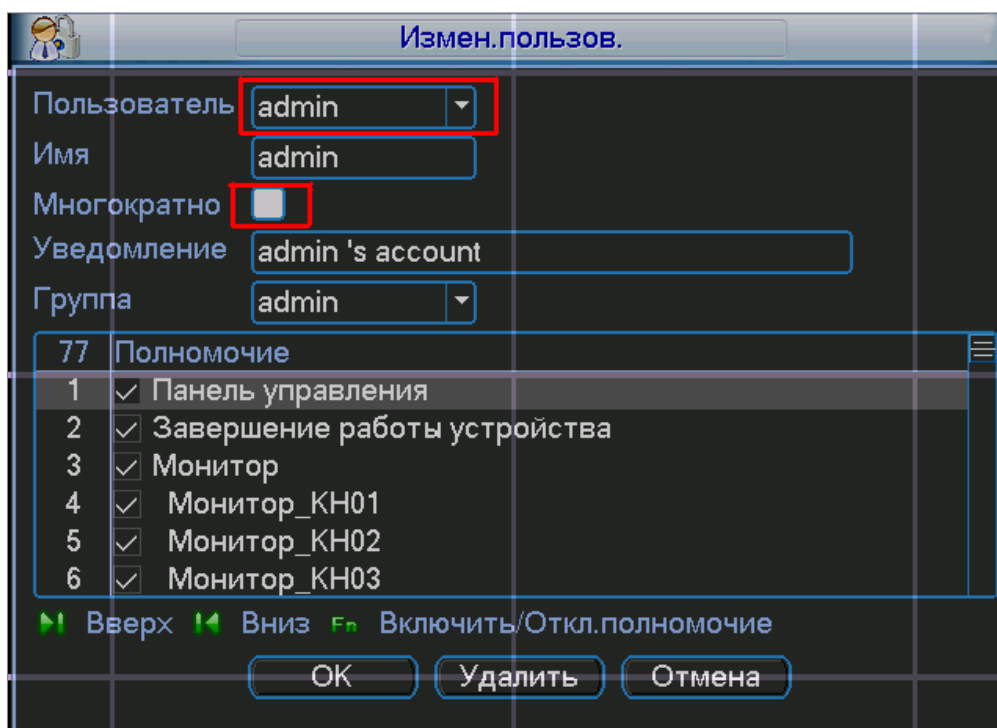 Измен.пользов.
Пользователь admin
Имя admin
Многократно
Уведомление admin 's account
Группа admin
77 Полномочие
1 Панель управления
2 Завершение работы устройства
3 Монитор
4 Монитор_КН01
5 Монитор_КН02
6 Монитор_КН03
Вверх Вниз Fn Включить/Откл.полномочие
OK Удалить Отмена